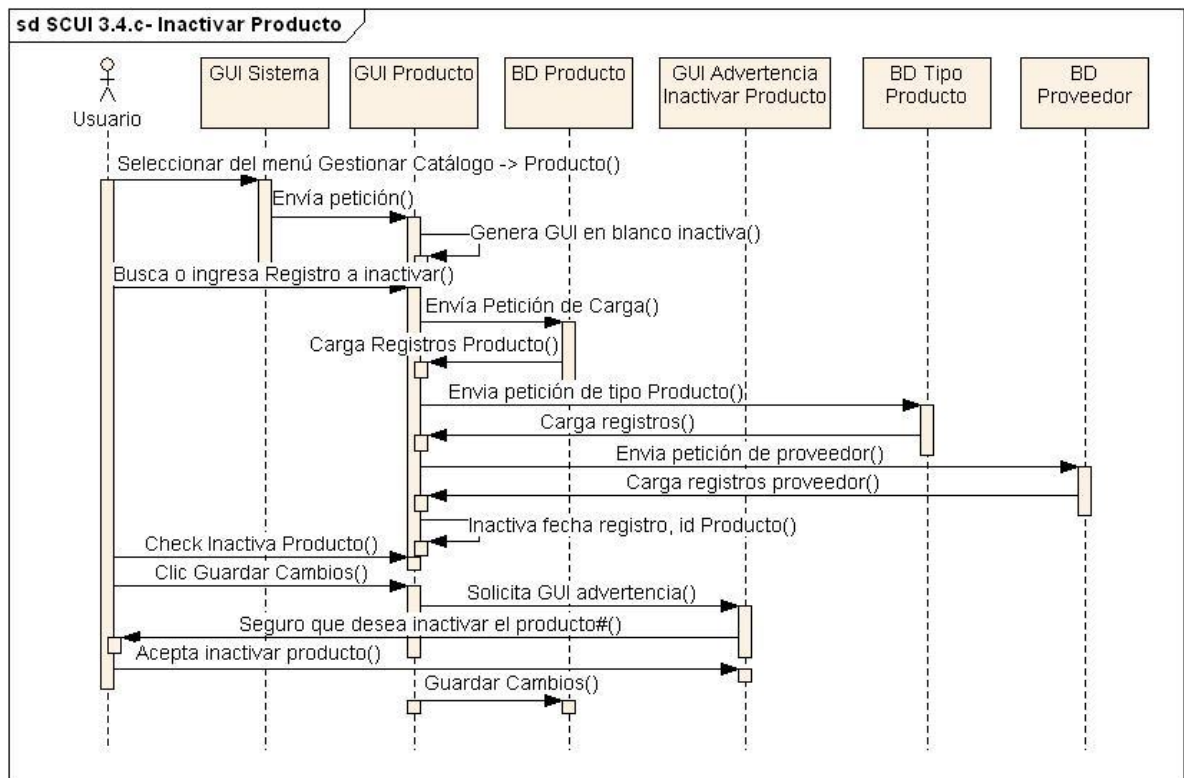 sd SCUI 3.4.c- Inactivar Producto
Usuario
GUI Sistema
GUI Producto
BD Producto
GUI Advertencia
Inactivar Producto
BD Tipo
Producto
BD
Proveedor
Seleccionar del menú Gestionar Catálogo -> Producto()
Envía petición()
Genera GUI en blanco inactiva()
Busca o ingresa Registro a inactivar()
Envía Petición de Carga()
Carga Registros Producto()
Envia petición de tipo Producto()
Carga registros()
Envia petición de proveedor()
Carga registros proveedor()
Inactiva fecha registro, id Producto()
Check Inactiva Producto()
Clic Guardar Cambios()
Solicita GUI advertencia()
Seguro que desea inactivar el producto#()
Acepta inactivar producto()
Guardar Cambios()